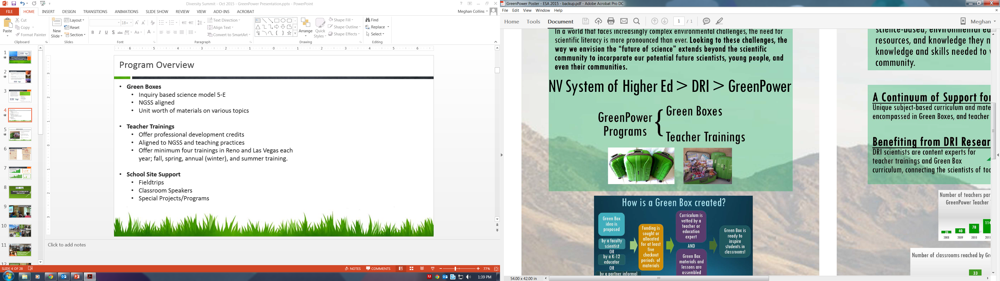 Diversity Summit - Oct 2015 - GreenPower Presentation.pptx - PowerPoint
FILE HOME INSERT DESIGN TRANSITIONS ANIMATIONS SLIDE SHOW REVIEW VIEW ADD-INS ACROBAT
Meghan Collins
Paste
Cut
Copy
Format Painter
Clipboard
New Slide
Layout
Reset
Section
Slides
18+
Font
Text Direction
Align Text
Convert to SmartArt
Paragraph
Arrange
Quick Styles
Shape Fill
Shape Outline
Shape Effects
Drawing
Find
Replace
Select
Editing
1
2
3
4
5
6
7
8
9
10
11
12
Program Overview
• Green Boxes
• Inquiry based science model 5-E
• NGSS aligned
• Unit worth of materials on various topics
• Teacher Trainings
• Offer professional development credits
• Aligned to NGSS and teaching practices
• Offer minimum four trainings in Reno and Las Vegas each
year; fall, spring, annual (winter), and summer training.
• School Site Support
• Fieldtrips
• Classroom Speakers
• Special Projects/Programs
Click to add notes
SLIDE 4 OF 28
NOTES COMMENTS 77%
1:39 PM
GreenPower Poster - ESA 2015 - backup.pdf - Adobe Acrobat Pro DC
File Edit View Window Help
Home Tools Document
1 / 1
Meghan
In a world that faces increasingly complex environmental challenges, the need for
scientific literacy is more pronounced than ever. Looking to these challenges, the
way we envision the “future of science” extends beyond the scientific
community to incorporate our potential future scientists, young people, and
even their communities.
NV System of Higher Ed > DRI > GreenPower
GreenPower
Programs
{
Green Boxes
Teacher Trainings
How is a Green Box created?
Green Box
idea is
proposed
by a faculty
scientist
OR
by a K-12
educator
OR
by a partner informal
Funding is
sought or
allocated
for at least
five
checkout
periods of
materials
Curriculum is
vetted by a
teacher or
education
expert
AND
Green Box
materials and
lessons are
assembled
Green Box is
ready to
inspire
students in
classrooms!
science-based, environmental ed
resources, and knowledge they n
knowledge and skills needed to
community.
A Continuum of Support for
Unique subject-based curriculum and mate
encompassed in Green Boxes, and teacher
Benefiting from DRI Resear
DRI scientists are content experts for
teacher trainings and Green Box
curriculum, connecting the scientists of too
Number of teachers par
GreenPower Teacher
20 40 78 114
2008 2009 2010 2011
Number of classrooms reached by Gr
33
54.00 x 42.00 in